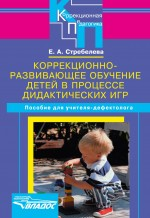 Коррекционная
Педагогика
Е. А. Стребелева
КОРРЕКЦИОННО-
РАЗВИВАЮЩЕЕ ОБУЧЕНИЕ
ДЕТЕЙ В ПРОЦЕССЕ
ДИДАКТИЧЕСКИХ ИГР
Пособие для учителя-дефектолога
ВЛАДОС